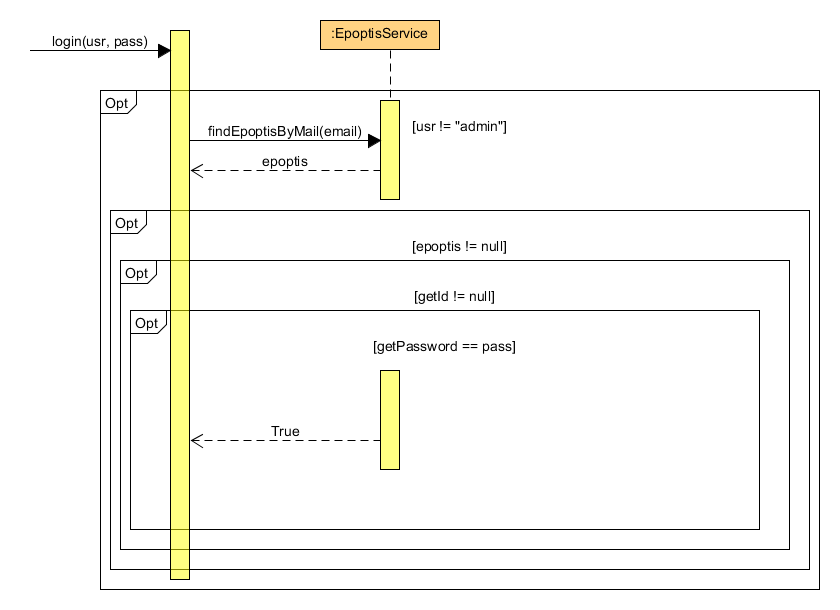 login(usr, pass)
:EpoptisService
Opt
[usr != "admin"]
findEpoptisByMail(email)
epoptis
Opt
[epoptis != null]
Opt
[getId != null]
Opt
[getPassword == pass]
True